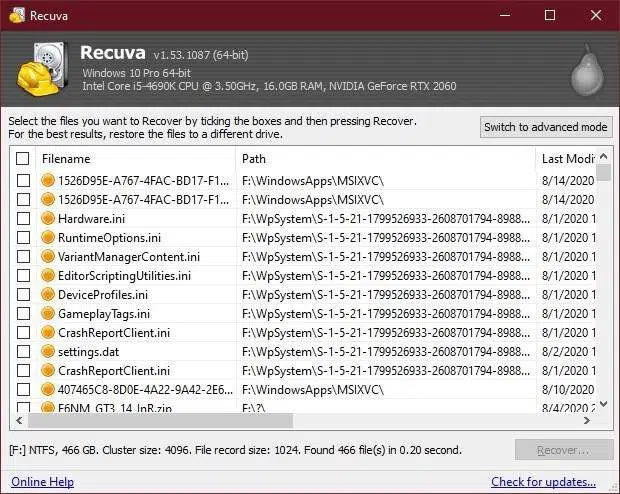 Recuva
Recuva v1.53.1087 (64-bit)
Windows 10 Pro 64-bit
Intel Core i5-4690K CPU @ 3.50GHz, 16.0GB RAM, NVIDIA GeForce RTX 2060
Select the files you want to Recover by ticking the boxes and then pressing Recover.
For the best results, restore the files to a different drive.
Switch to advanced mode
Filename Path Last Modi
1526D95E-A767-4FAC-BD17-F1... F:\WindowsApps\MSIXVC\ 8/14/2020
1526D95E-A767-4FAC-BD17-F1... F:\WindowsApps\MSIXVC\ 8/14/2020
Hardware.ini F:\WpSystem\S-1-5-21-1799526933-2608701794-8988... 8/1/2020 1
RuntimeOptions.ini F:\WpSystem\S-1-5-21-1799526933-2608701794-8988... 8/1/2020 1
VariantManagerContent.ini F:\WpSystem\S-1-5-21-1799526933-2608701794-8988... 8/1/2020 1
EditorScriptingUtilities.ini F:\WpSystem\S-1-5-21-1799526933-2608701794-8988... 8/1/2020 1
DeviceProfiles.ini F:\WpSystem\S-1-5-21-1799526933-2608701794-8988... 8/1/2020 1
GameplayTags.ini F:\WpSystem\S-1-5-21-1799526933-2608701794-8988... 8/1/2020 1
CrashReportClient.ini F:\WpSystem\S-1-5-21-1799526933-2608701794-8988... 8/1/2020 1
settings.dat F:\WpSystem\S-1-5-21-1799526933-2608701794-8988... 8/2/2020 1
CrashReportClient.ini F:\WpSystem\S-1-5-21-1799526933-2608701794-8988... 8/1/2020 1
407465C8-8D0E-4A22-9A42-2E6... F:\WindowsApps\MSIXVC\ 8/10/2020
F:\?\ 8/4/2020 2
[F:] NTFS, 466 GB. Cluster size: 4096. File record size: 1024. Found 466 file(s) in 0.20 second.
Recover...
Online Help
Check for updates...